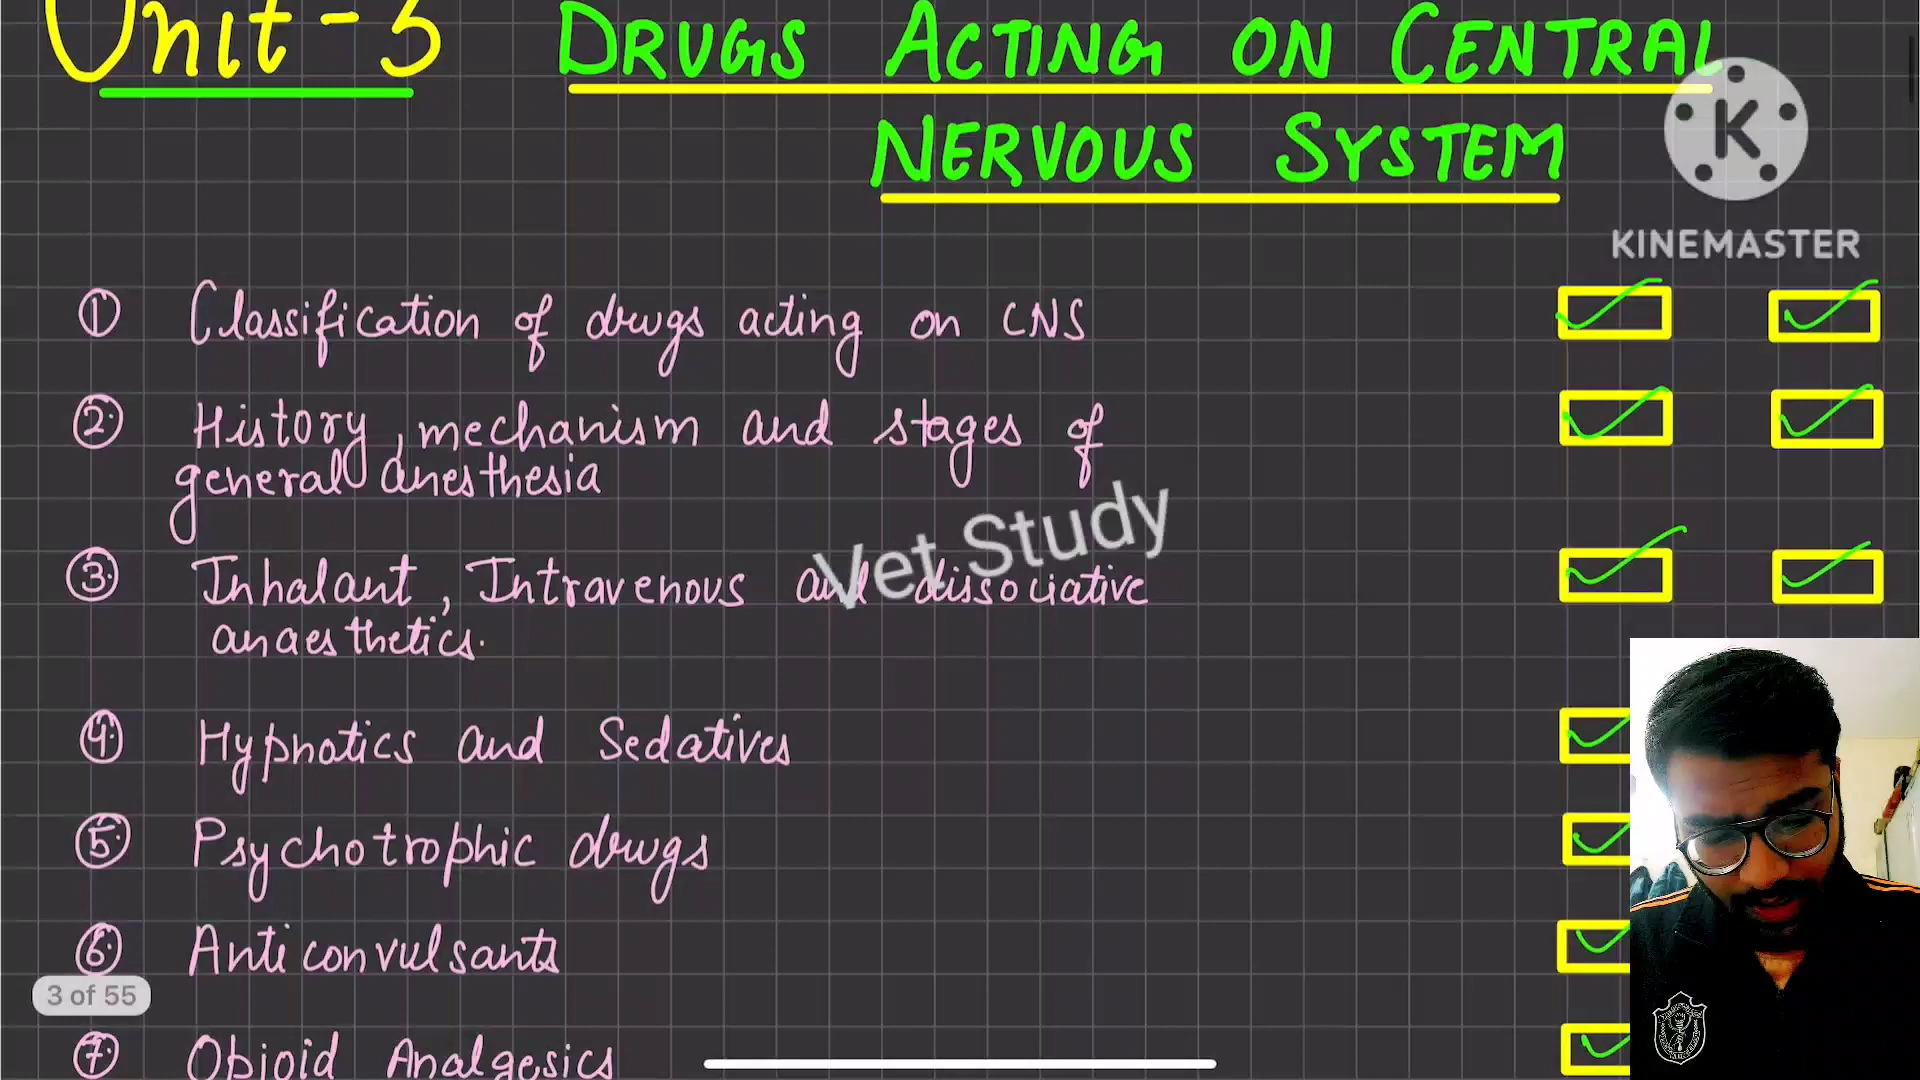 Unit-3 DRUGS ACTING ON CENTRAL
NERVOUS SYSTEM
K
KINEMASTER
① Classification of drugs acting on CNS
② History, mechanism and stages of
general anesthesia
Vet Study
③ Inhalant, Intravenous and dissociative
anaesthetics.
④ Hypnotics and Sedatives
⑤ Psychotrophic drugs
⑥ Anticonvulsants
3 of 55
⑦ Obioid Analgesics